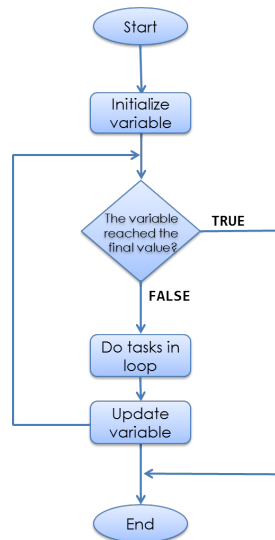 Start
Initialize
variable
The variable
reached the
final value?
TRUE
FALSE
Do tasks in
loop
Update
variable
End